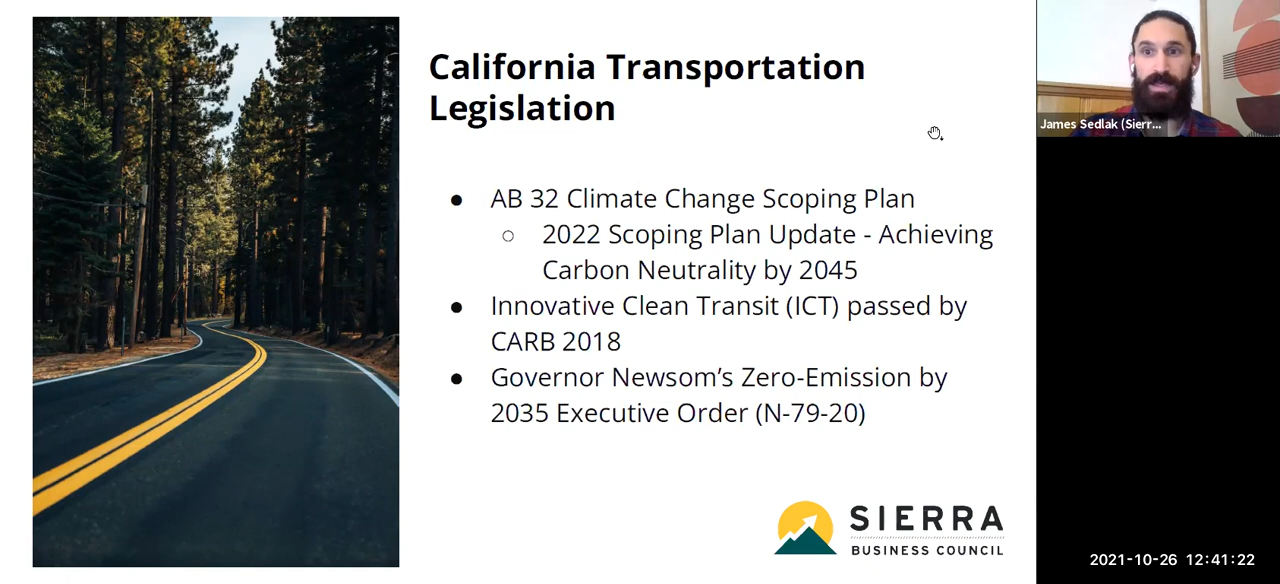 California Transportation
Legislation
● AB 32 Climate Change Scoping Plan
○ 2022 Scoping Plan Update - Achieving
Carbon Neutrality by 2045
● Innovative Clean Transit (ICT) passed by
CARB 2018
● Governor Newsom’s Zero-Emission by
2035 Executive Order (N-79-20)
SIERRA
BUSINESS COUNCIL
James Sedlak (Sierr...
2021-10-26 12:41:22